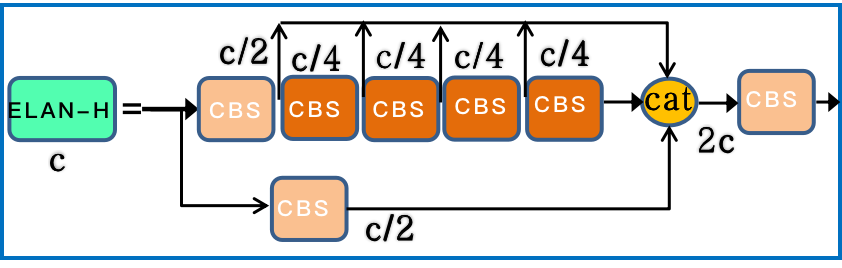 c/2 c/4 c/4 c/4 c/4
ELAN-H = CBS CBS CBS CBS CBS cat CBS
c
2c
CBS
c/2